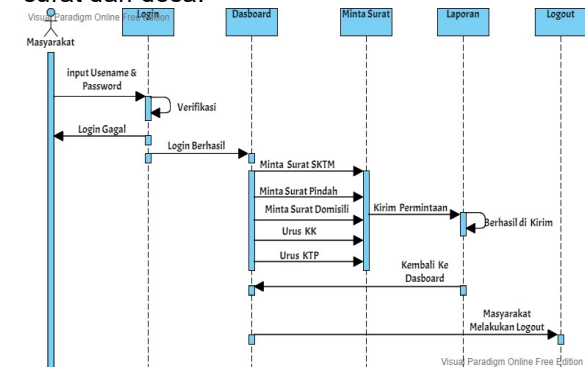 surat dari desa.
Visual Paradigm Online Free Edition
Login
Dasboard
Minta Surat
Laporan
Logout
Masyarakat
input Usename &
Password
Verifikasi
Login Gagal
Login Berhasil
Minta Surat SKTM
Minta Surat Pindah
Minta Surat Domisili
Kirim Permintaan
Berhasil di Kirim
Urus KK
Urus KTP
Kembali Ke
Dasboard
Masyarakat
Melakukan Logout
Visual Paradigm Online Free Edition